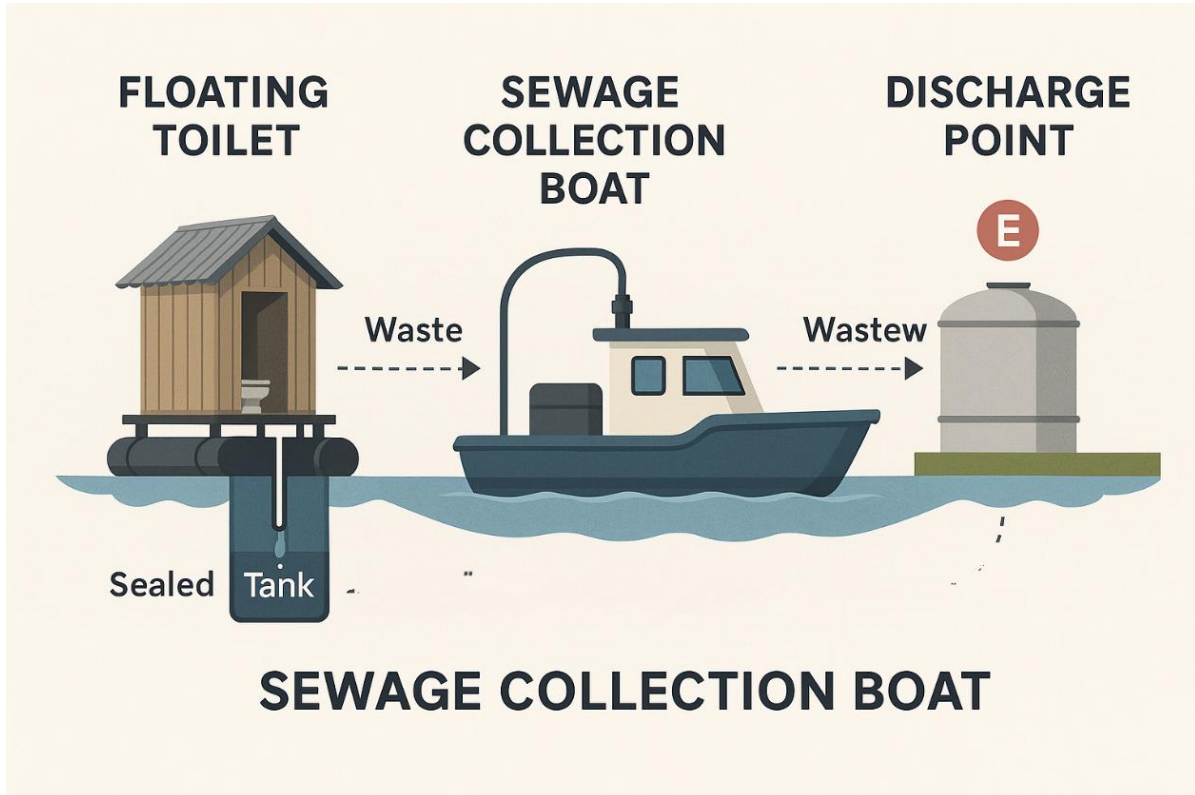 FLOATING
TOILET
SEWAGE
COLLECTION
BOAT
DISCHARGE
POINT
E
Waste
Wastew
Sealed Tank
SEWAGE COLLECTION BOAT